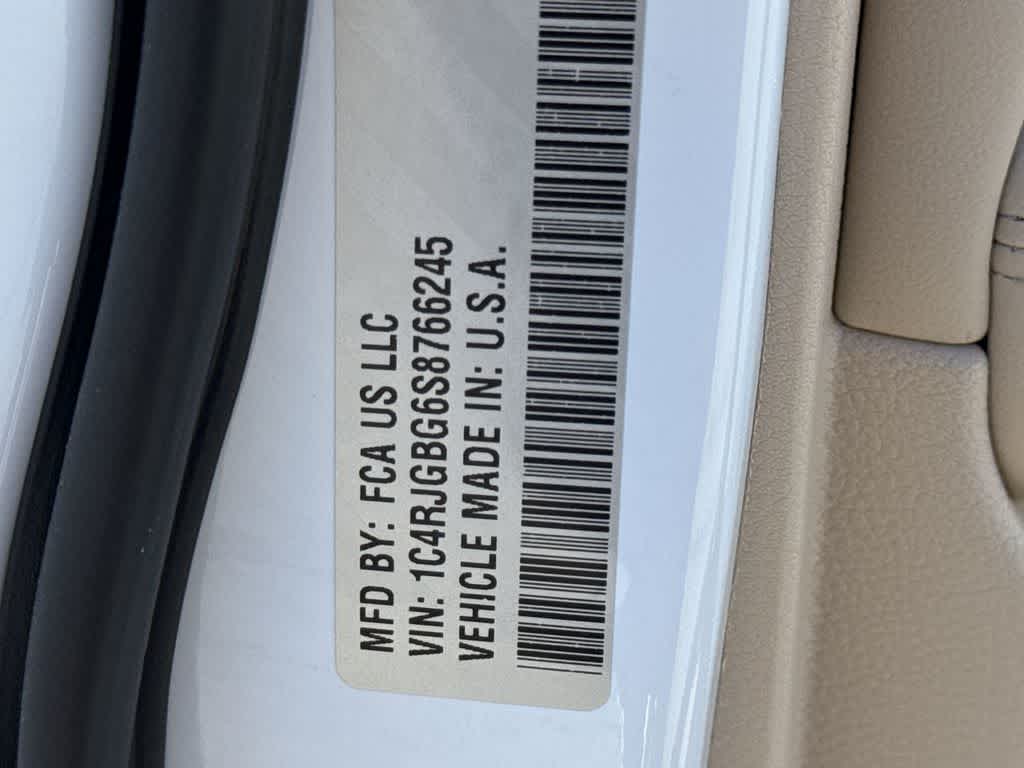 MFD BY: FCA US LLC
VIN: 1C4RJGBG6S8766245
VEHICLE MADE IN: U.S.A.